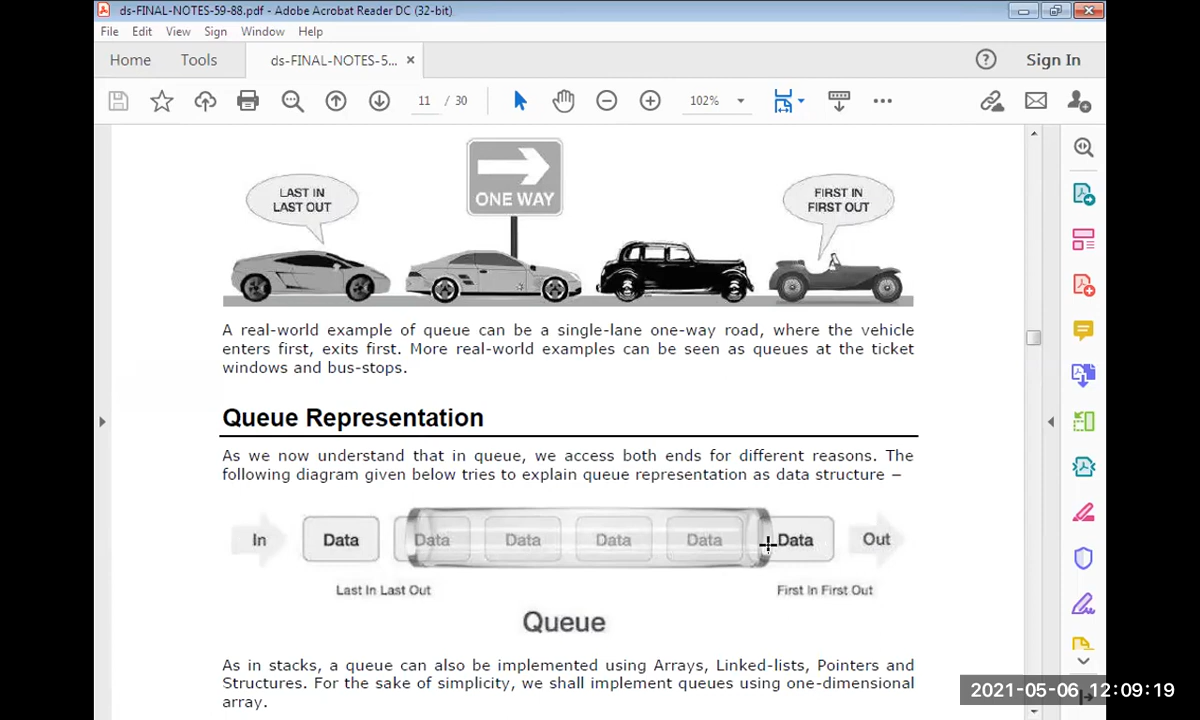 ds-FINAL-NOTES-59-88.pdf - Adobe Acrobat Reader DC (32-bit)
File Edit View Sign Window Help
Home Tools ds-FINAL-NOTES-5... × Sign In
11 / 30 102%
LAST IN
LAST OUT
ONE WAY
FIRST IN
FIRST OUT
A real-world example of queue can be a single-lane one-way road, where the vehicle
enters first, exits first. More real-world examples can be seen as queues at the ticket
windows and bus-stops.
Queue Representation
As we now understand that in queue, we access both ends for different reasons. The
following diagram given below tries to explain queue representation as data structure –
In Data Data Data Data Data Data Out
Last In Last Out First In First Out
Queue
As in stacks, a queue can also be implemented using Arrays, Linked-lists, Pointers and
Structures. For the sake of simplicity, we shall implement queues using one-dimensional
array.
2021-05-06 12:09:19